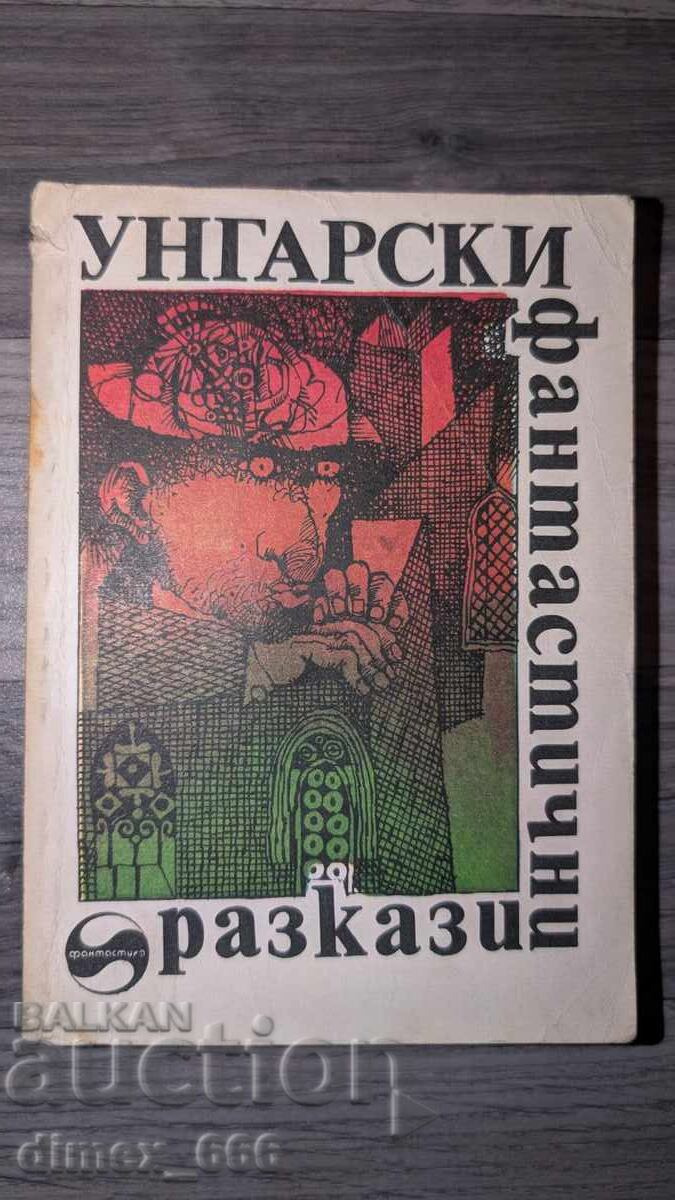 УНГАРСКИ
фантастични
разкази
фантастика
BALKAN
auction
dimex_666